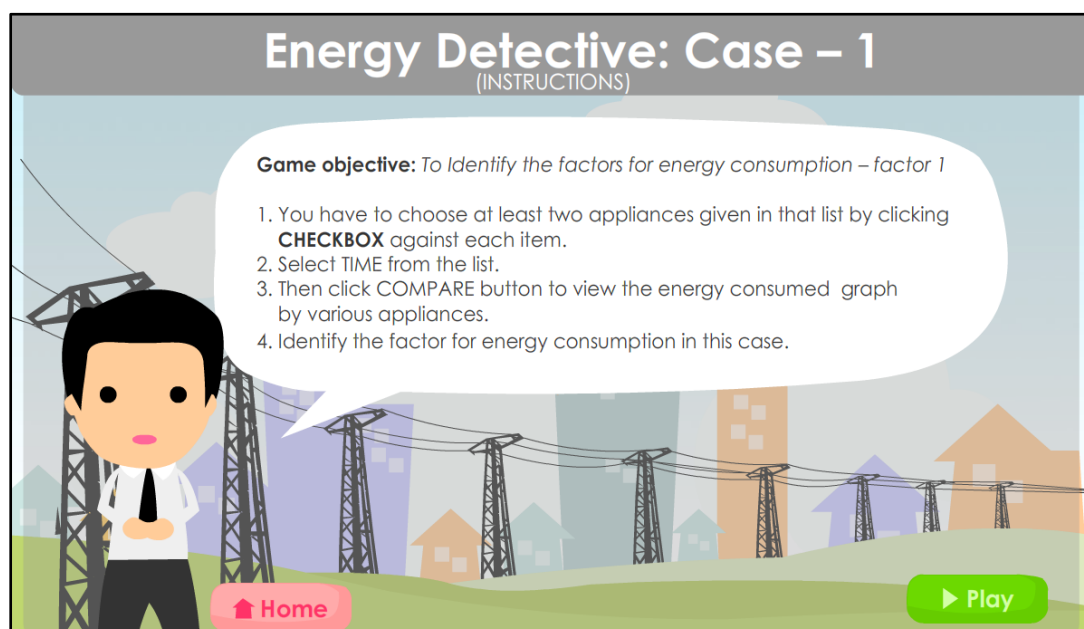 Energy Detective: Case – 1
(INSTRUCTIONS)
Game objective: To Identify the factors for energy consumption – factor 1
1. You have to choose at least two appliances given in that list by clicking
CHECKBOX against each item.
2. Select TIME from the list.
3. Then click COMPARE button to view the energy consumed graph
by various appliances.
4. Identify the factor for energy consumption in this case.
Home
Play